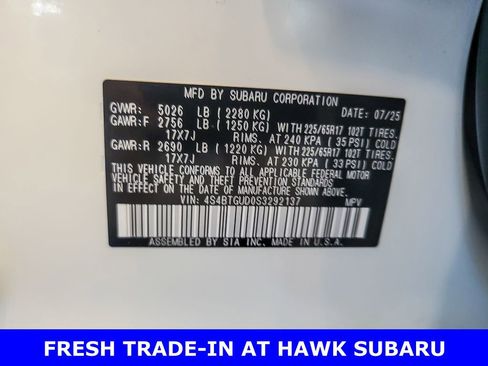 MFD BY SUBARU CORPORATION
GVWR: 5026 LB ( 2280 KG) DATE: 07/25
GAWR:F 2756 LB ( 1250 KG) WITH 225/65R17 102T TIRES,
17X7J RIMS, AT 240 KPA ( 35 PSI) COLD
GAWR:R 2690 LB ( 1220 KG) WITH 225/65R17 102T TIRES,
17X7J RIMS, AT 230 KPA ( 33 PSI) COLD
THIS VEHICLE CONFORMS TO ALL APPLICABLE FEDERAL MOTOR
VEHICLE SAFETY, BUMPER, AND THEFT PREVENTION STANDARDS
IN EFFECT ON THE DATE OF MANUFACTURE SHOWN ABOVE.
VIN: 4S4BTGUD0S3292137 MPV
ASSEMBLED BY SIA INC. MADE IN U.S.A.
FRESH TRADE-IN AT HAWK SUBARU